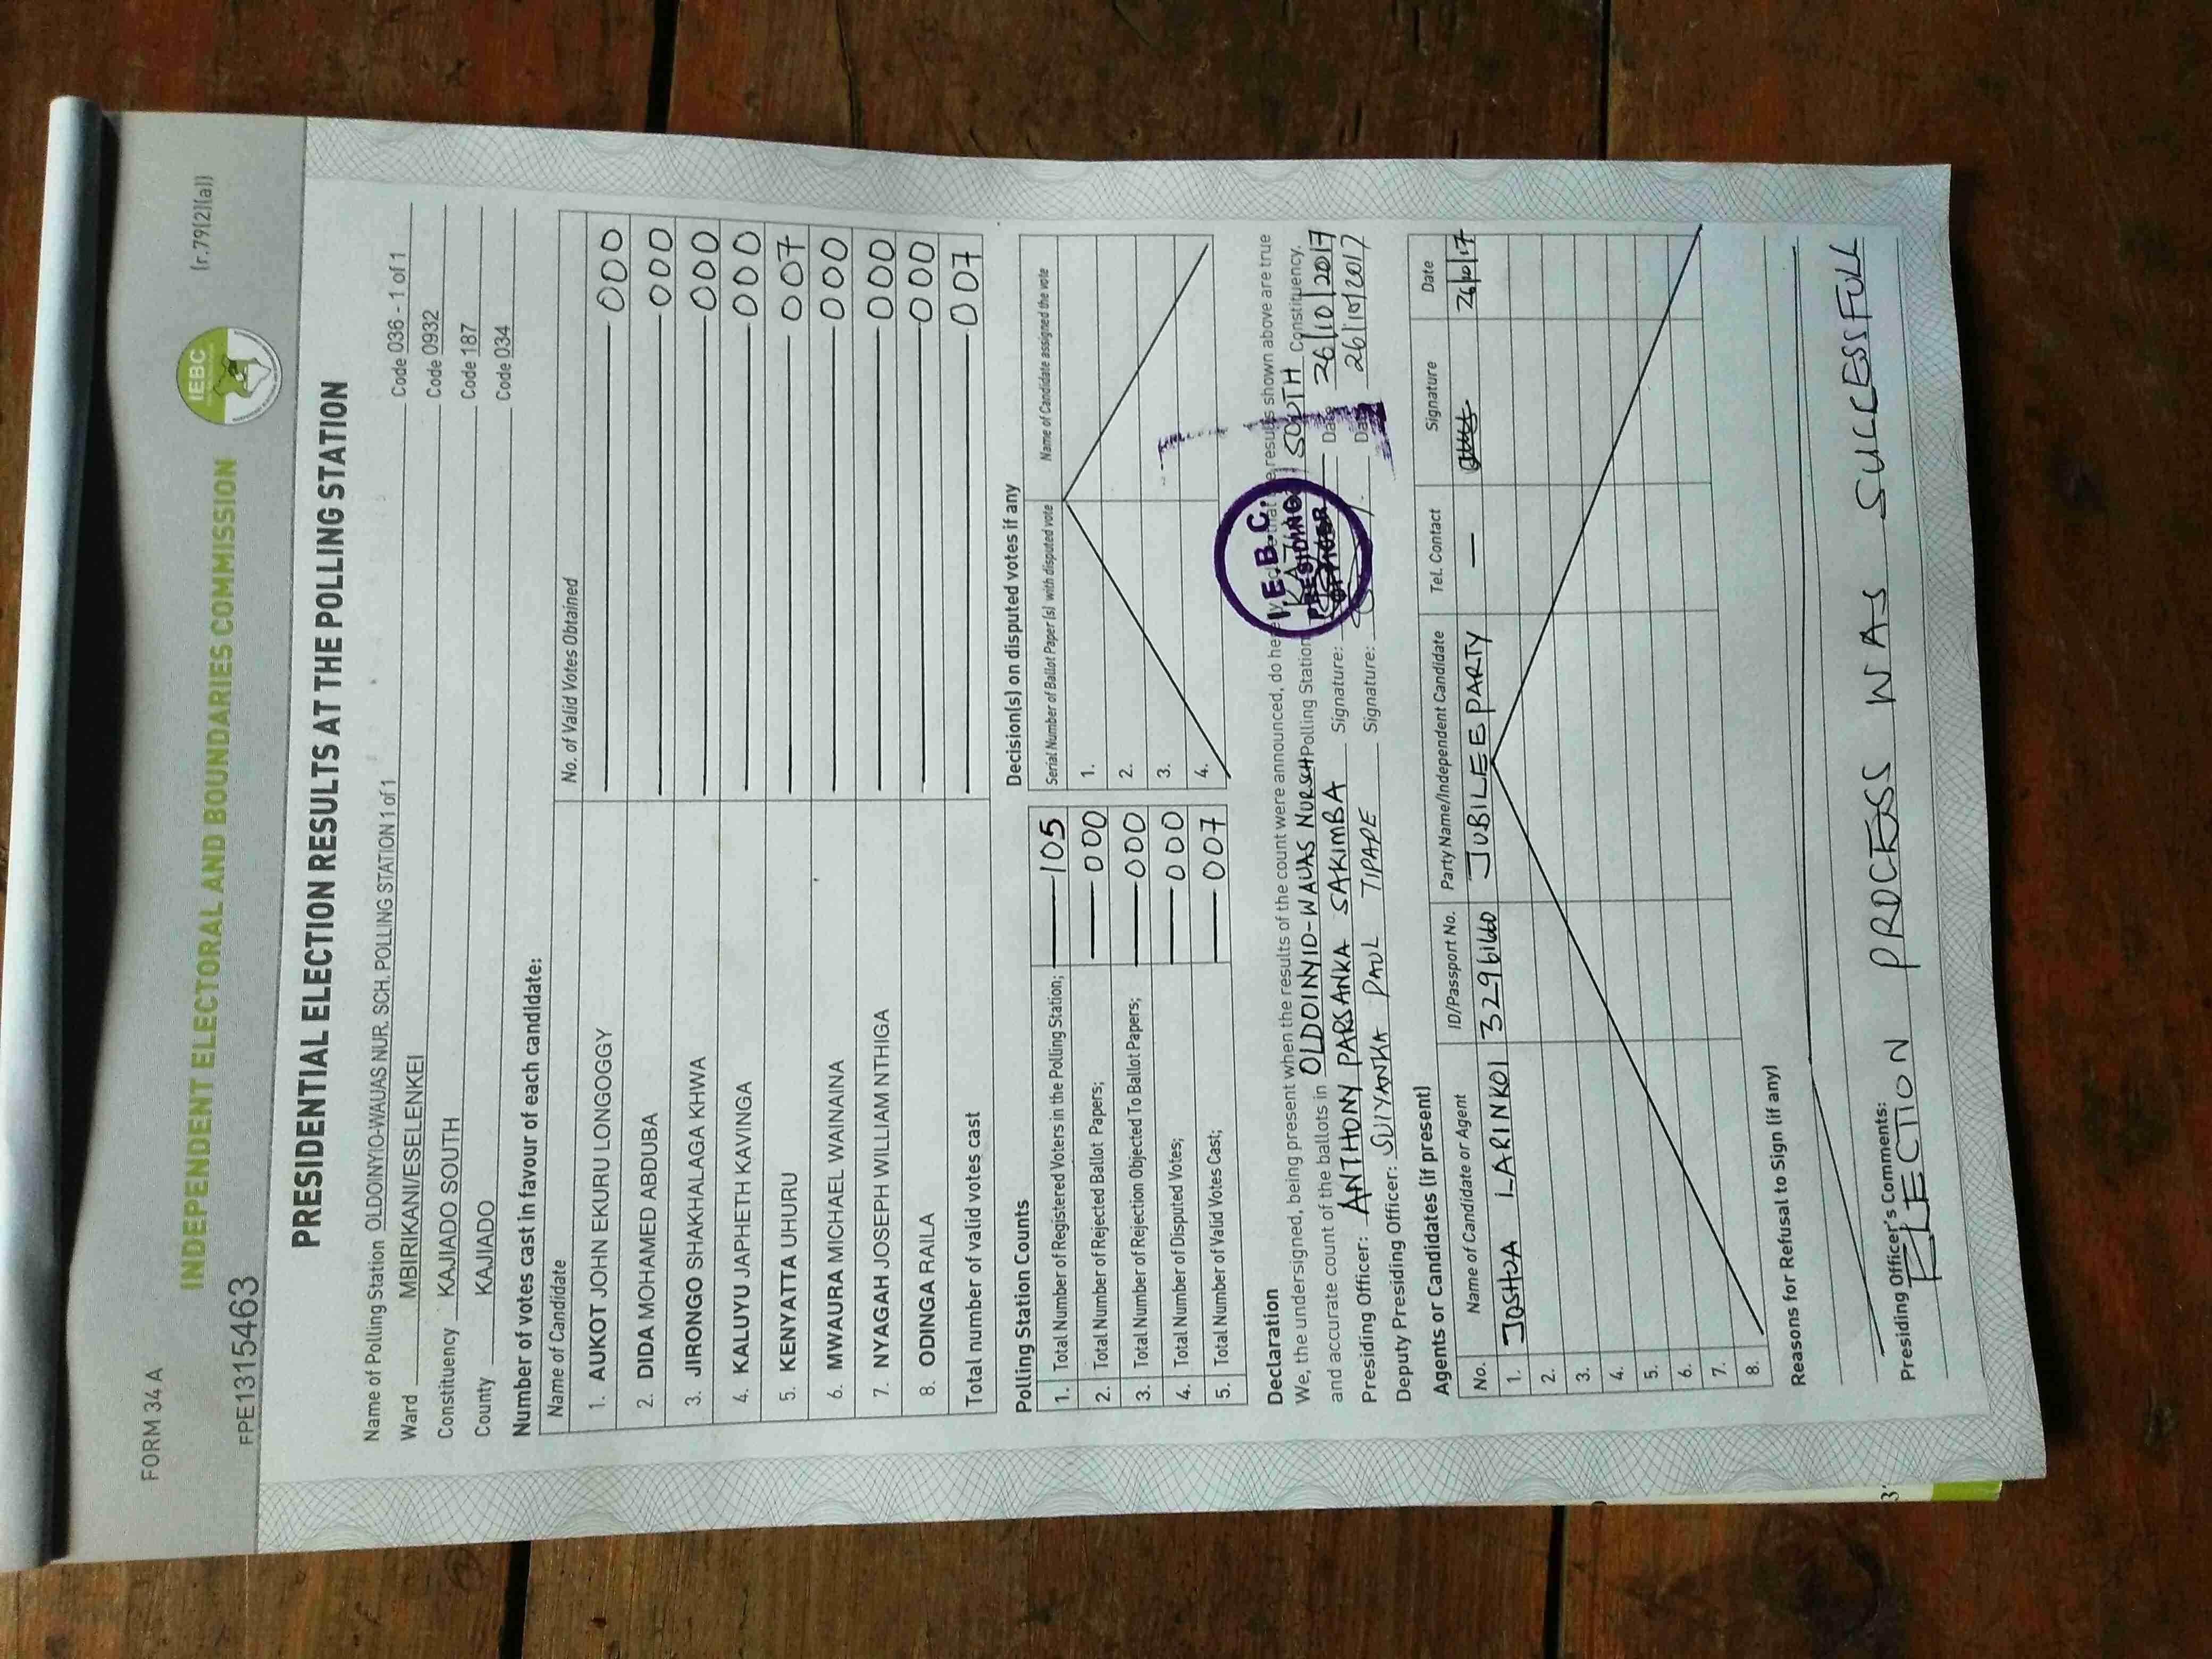 FORM 34 A
(r.79(2)(a))
IEBC
INDEPENDENT ELECTORAL AND BOUNDARIES COMMISSION
FPE1315463
PRESIDENTIAL ELECTION RESULTS AT THE POLLING STATION
Name of Polling Station OLDOINYIO-WAUAS NUR. SCH. POLLING STATION 1 of 1 Code 036 - 1 of 1
Ward MBIRIKANI/ESELENKEI Code 0932
Constituency KAJIADO SOUTH Code 187
County KAJIADO Code 034
Number of votes cast in favour of each candidate:
Name of Candidate No. of Valid Votes Obtained
1. AUKOT JOHN EKURU LONGOGGY 000
2. DIDA MOHAMED ABDUBA 000
3. JIRONGO SHAKHALAGA KHWA 000
4. KALUYU JAPHETH KAVINGA 000
5. KENYATTA UHURU 007
6. MWAURA MICHAEL WAINAINA 000
7. NYAGAH JOSEPH WILLIAM NTHIGA 000
8. ODINGA RAILA 000
Total number of valid votes cast 007
Polling Station Counts
1. Total Number of Registered Voters in the Polling Station; 105
2. Total Number of Rejected Ballot Papers; 000
3. Total Number of Rejection Objected To Ballot Papers; 000
4. Total Number of Disputed Votes; 000
5. Total Number of Valid Votes Cast; 007
Decision(s) on disputed votes if any
Serial Number of Ballot Paper (s) with disputed vote Name of Candidate assigned the vote
1.
2.
3.
4.
Declaration
We, the undersigned, being present when the results of the count were announced, do hereby results shown above are true
and accurate count of the ballots in OLDOINYID-WAUAS NURSCH Polling Station SOUTH Constituency.
I.E.B.C.
PRESIDING
OFFICER
Presiding Officer: ANTHONY PARSANKA SAKIMBA Signature: Date 26/10/2017
Deputy Presiding Officer: SUIYANKA PAUL TIPAPE Signature: Date 26/10/2017
Agents or Candidates (if present)
No. Name of Candidate or Agent ID/Passport No. Party Name/Independent Candidate Tel. Contact Signature Date
1. JOSHUA LARINKOI JUBILEE PARTY — 26/10/17
2.
3.
4.
5.
6.
7.
8.
Reasons for Refusal to Sign (if any)
Presiding Officer's Comments:
ELECTION PROCESS WAS SUCCESSFULL